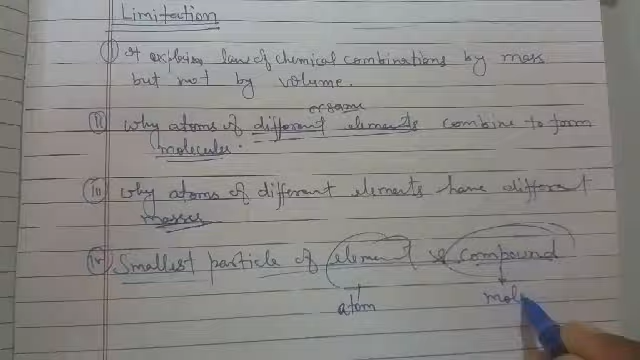 Limitation
(i) It explains law of chemical combinations by mass
but not by volume.
or same
(ii) Why atoms of different elements combine to form
molecules.
(iii) Why atoms of different elements have different
masses
(iv) Smallest particle of element & compound
atom
mole